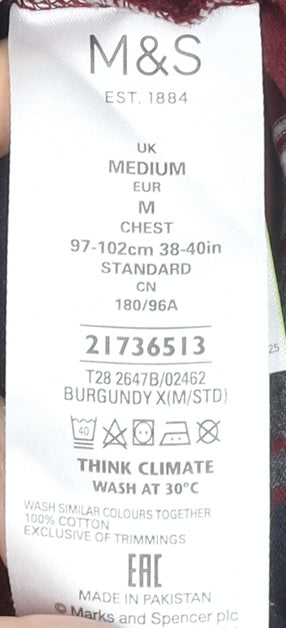 M&S
EST. 1884
UK
MEDIUM
EUR
M
CHEST
97-102cm 38-40in
STANDARD
CN
180/96A
21736513
T28 2647B/02462
BURGUNDY X(M/STD)
40
THINK CLIMATE
WASH AT 30°C
WASH SIMILAR COLOURS TOGETHER
100% COTTON
EXCLUSIVE OF TRIMMINGS
EAC
MADE IN PAKISTAN
© Marks and Spencer plc
25